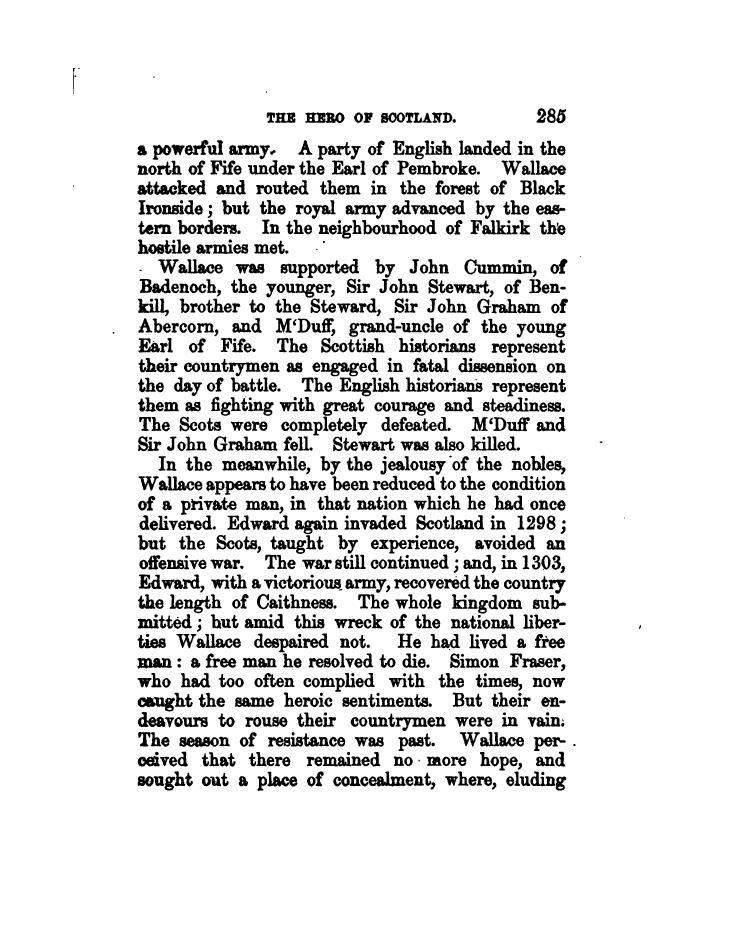 THE HERO OF SCOTLAND. 285
a powerful army. A party of English landed in the
north of Fife under the Earl of Pembroke. Wallace
attacked and routed them in the forest of Black
Ironside; but the royal army advanced by the eas-
tern borders. In the neighbourhood of Falkirk the
hostile armies met.
Wallace was supported by John Cummin, of
Badenoch, the younger, Sir John Stewart, of Ben-
kill, brother to the Steward, Sir John Graham of
Abercorn, and M‘Duff, grand-uncle of the young
Earl of Fife. The Scottish historians represent
their countrymen as engaged in fatal dissension on
the day of battle. The English historians represent
them as fighting with great courage and steadiness.
The Scots were completely defeated. M‘Duff and
Sir John Graham fell. Stewart was also killed.
In the meanwhile, by the jealousy of the nobles,
Wallace appears to have been reduced to the condition
of a private man, in that nation which he had once
delivered. Edward again invaded Scotland in 1298;
but the Scots, taught by experience, avoided an
offensive war. The war still continued; and, in 1303,
Edward, with a victorious army, recovered the country
the length of Caithness. The whole kingdom sub-
mitted; but amid this wreck of the national liber-
ties Wallace despaired not. He had lived a free
man: a free man he resolved to die. Simon Fraser,
who had too often complied with the times, now
caught the same heroic sentiments. But their en-
deavours to rouse their countrymen were in vain.
The season of resistance was past. Wallace per-
ceived that there remained no more hope, and
sought out a place of concealment, where, eluding